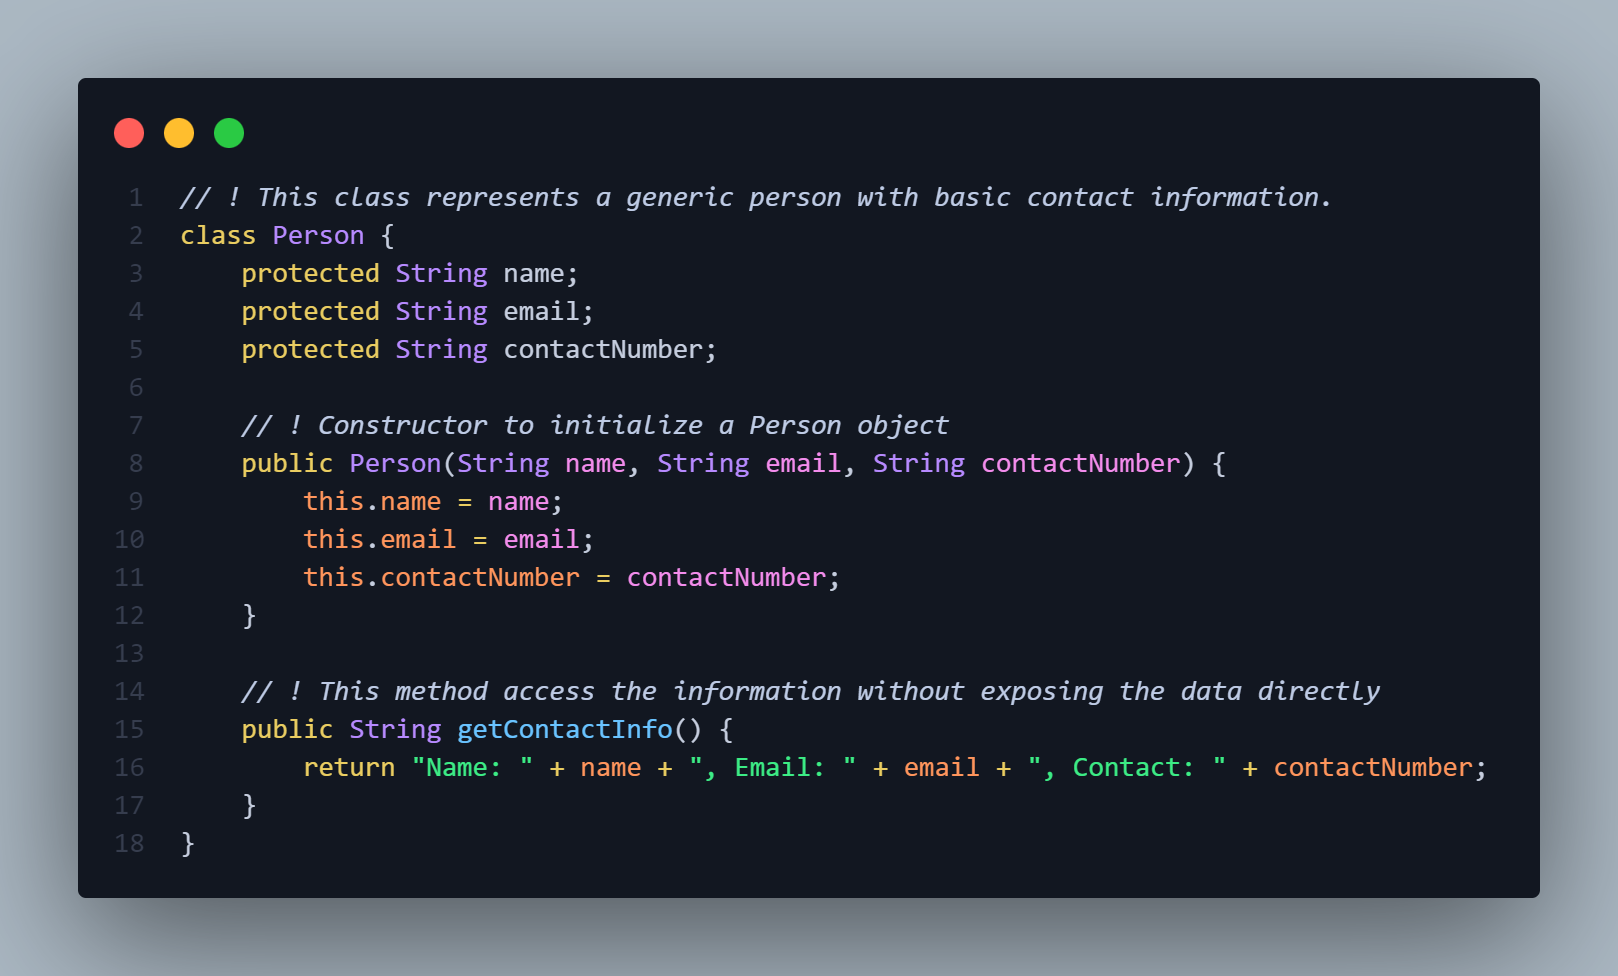 1 // ! This class represents a generic person with basic contact information.
2 class Person {
3     protected String name;
4     protected String email;
5     protected String contactNumber;
6
7     // ! Constructor to initialize a Person object
8     public Person(String name, String email, String contactNumber) {
9         this.name = name;
10         this.email = email;
11         this.contactNumber = contactNumber;
12     }
13
14     // ! This method access the information without exposing the data directly
15     public String getContactInfo() {
16         return "Name: " + name + ", Email: " + email + ", Contact: " + contactNumber;
17     }
18 }